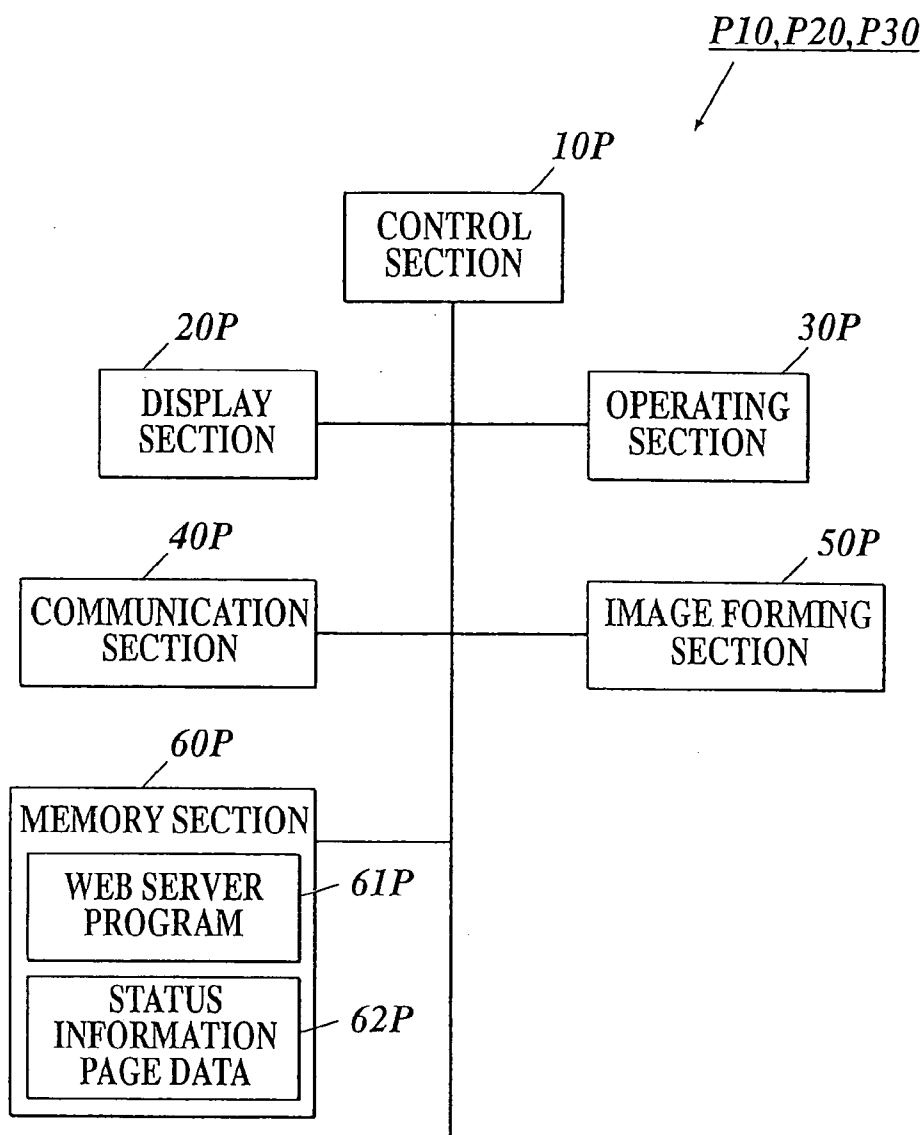 P10,P20,P30
10P
CONTROL
SECTION
20P
DISPLAY
SECTION
30P
OPERATING
SECTION
40P
COMMUNICATION
SECTION
50P
IMAGE FORMING
SECTION
60P
MEMORY SECTION
WEB SERVER
PROGRAM
61P
STATUS
INFORMATION
PAGE DATA
62P